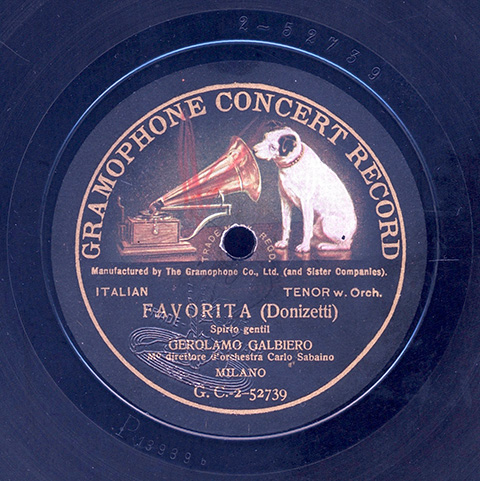 2-52739
GRAMOPHONE CONCERT RECORD
TRADE REGD
Manufactured by The Gramophone Co., Ltd. (and Sister Companies).
ITALIAN TENOR w. Orch.
FAVORITA (Donizetti)
Spirto gentil
GEROLAMO GALBIERO
Mº direttore d'orchestra Carlo Sabaino
MILANO
G. C.-2-52739